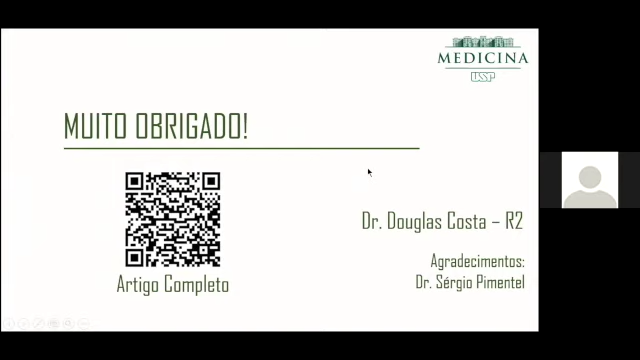 MEDICINA
USP
MUITO OBRIGADO!
Artigo Completo
Dr. Douglas Costa – R2
Agradecimentos:
Dr. Sérgio Pimentel